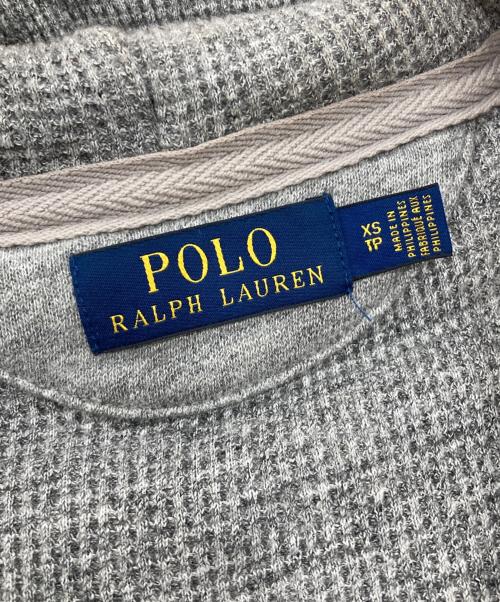 POLO
RALPH LAUREN
XS
TP
MADE IN
PHILIPPINES
FABRIQUÉ AUX
PHILIPPINES